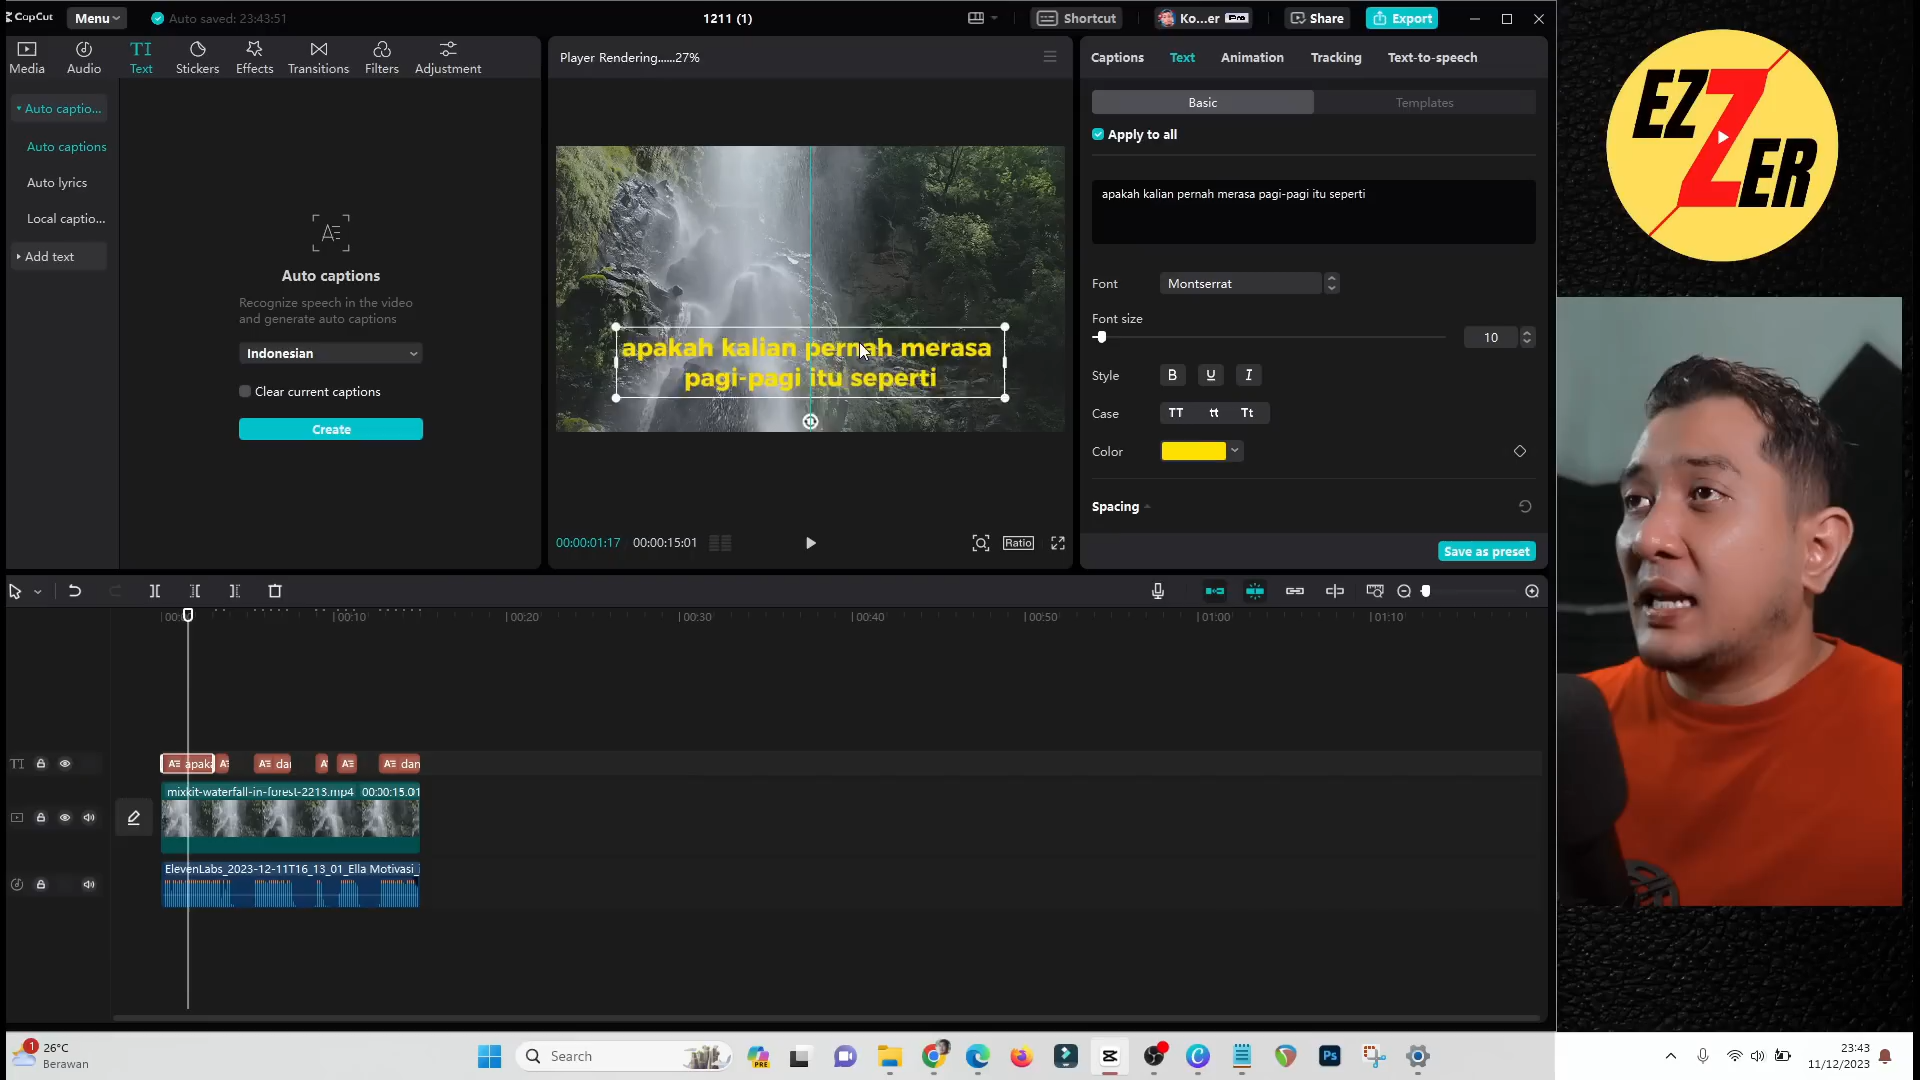 CapCut
Menu
Auto saved: 23:43:51
1211 (1)
Shortcut
Ko...er
Pro
Share
Export
Media
Audio
TI
Text
Stickers
Effects
Transitions
Filters
Adjustment
Auto captio...
Auto captions
Auto lyrics
Local captio...
Add text
Auto captions
Recognize speech in the video
and generate auto captions
Indonesian
Clear current captions
Create
Player Rendering......27%
apakah kalian pernah merasa
pagi-pagi itu seperti
00:00:01:17
00:00:15:01
Ratio
Captions
Text
Animation
Tracking
Text-to-speech
Basic
Templates
Apply to all
apakah kalian pernah merasa pagi-pagi itu seperti
Font
Montserrat
Font size
10
Style
B
U
I
Case
TT
tt
Tt
Color
Spacing
Save as preset
00:10
00:20
00:30
00:40
00:50
01:00
01:10
mixkit-waterfall-in-forest-2213.mp4
00:00:15:01
ElevenLabs_2023-12-11T16_13_01_Ella Motivasi_
EZZZER
1
26°C
Berawan
Search
PRE
Ps
23:43
11/12/2023